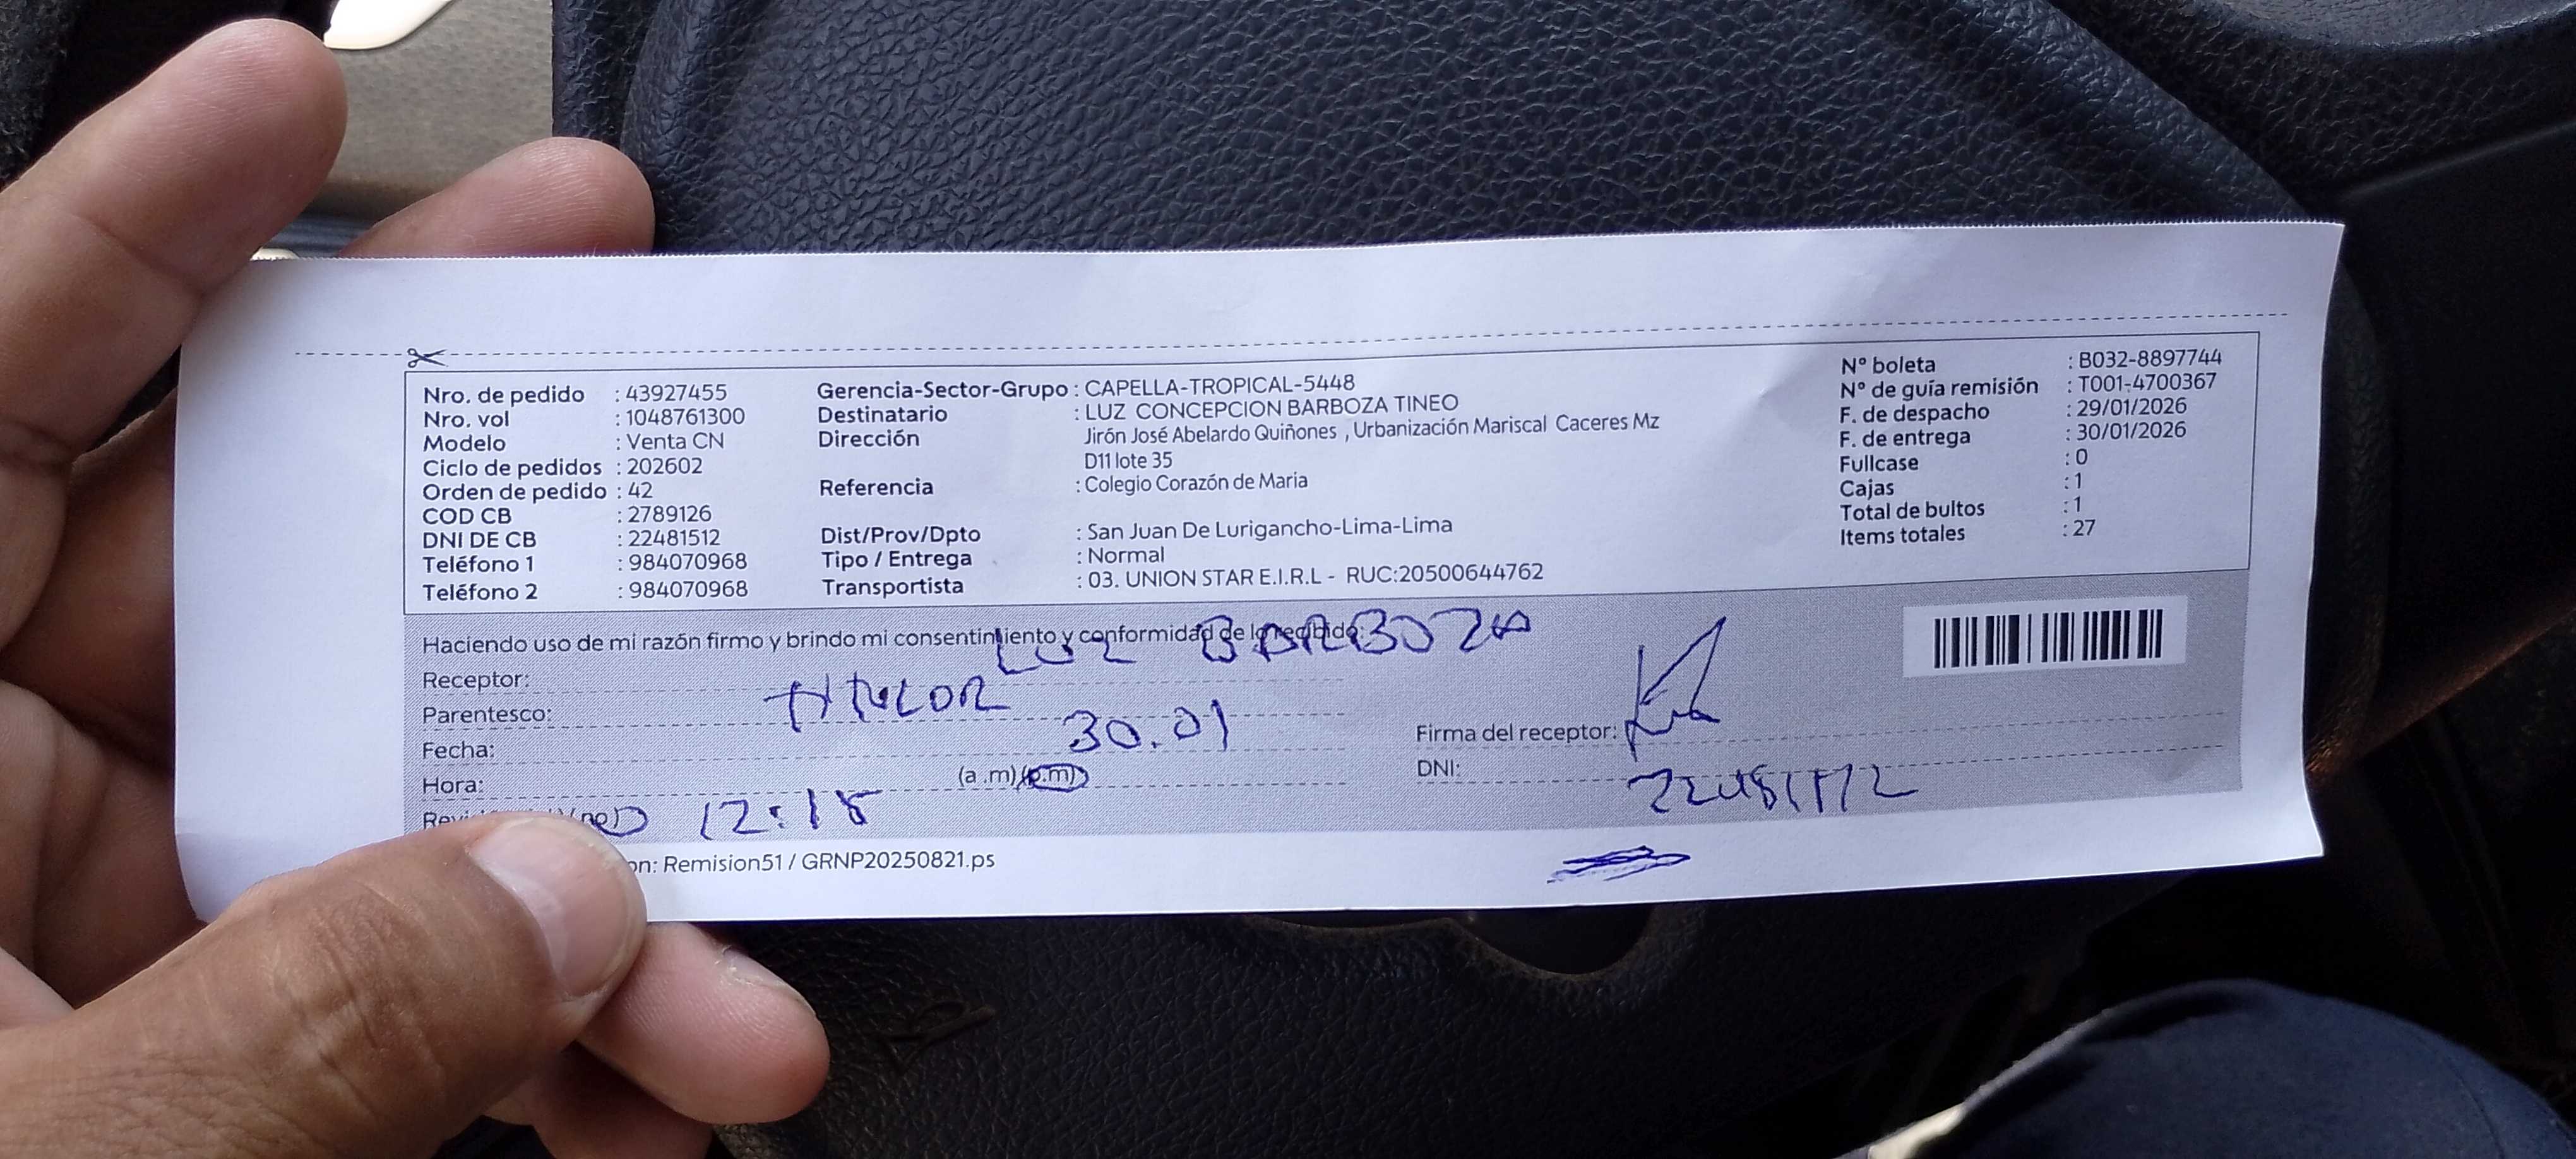 Nro. de pedido : 43927455
Nro. vol : 1048761300
Modelo : Venta CN
Ciclo de pedidos : 202602
Orden de pedido : 42
COD CB : 2789126
DNI DE CB : 22481512
Teléfono 1 : 984070968
Teléfono 2 : 984070968
Gerencia-Sector-Grupo : CAPELLA-TROPICAL-5448
Destinatario : LUZ CONCEPCION BARBOZA TINEO
Dirección Jirón José Abelardo Quiñones , Urbanización Mariscal Caceres Mz
D11 lote 35
Referencia : Colegio Corazón de Maria
Dist/Prov/Dpto : San Juan De Lurigancho-Lima-Lima
Tipo / Entrega : Normal
Transportista : 03. UNION STAR E.I.R.L - RUC:20500644762
Nº boleta : B032-8897744
Nº de guía remisión : T001-4700367
F. de despacho : 29/01/2026
F. de entrega : 30/01/2026
Fullcase : 0
Cajas : 1
Total de bultos : 1
Items totales : 27
Haciendo uso de mi razón firmo y brindo mi consentimiento y conformidad de lo recibido:
Receptor: LUZ BARBOZA
Parentesco:
Fecha: 30.01
Hora: (a .m) (p.m)
(no) 12:18
Firma del receptor:
DNI: 22481512
on: Remision51 / GRNP20250821.ps